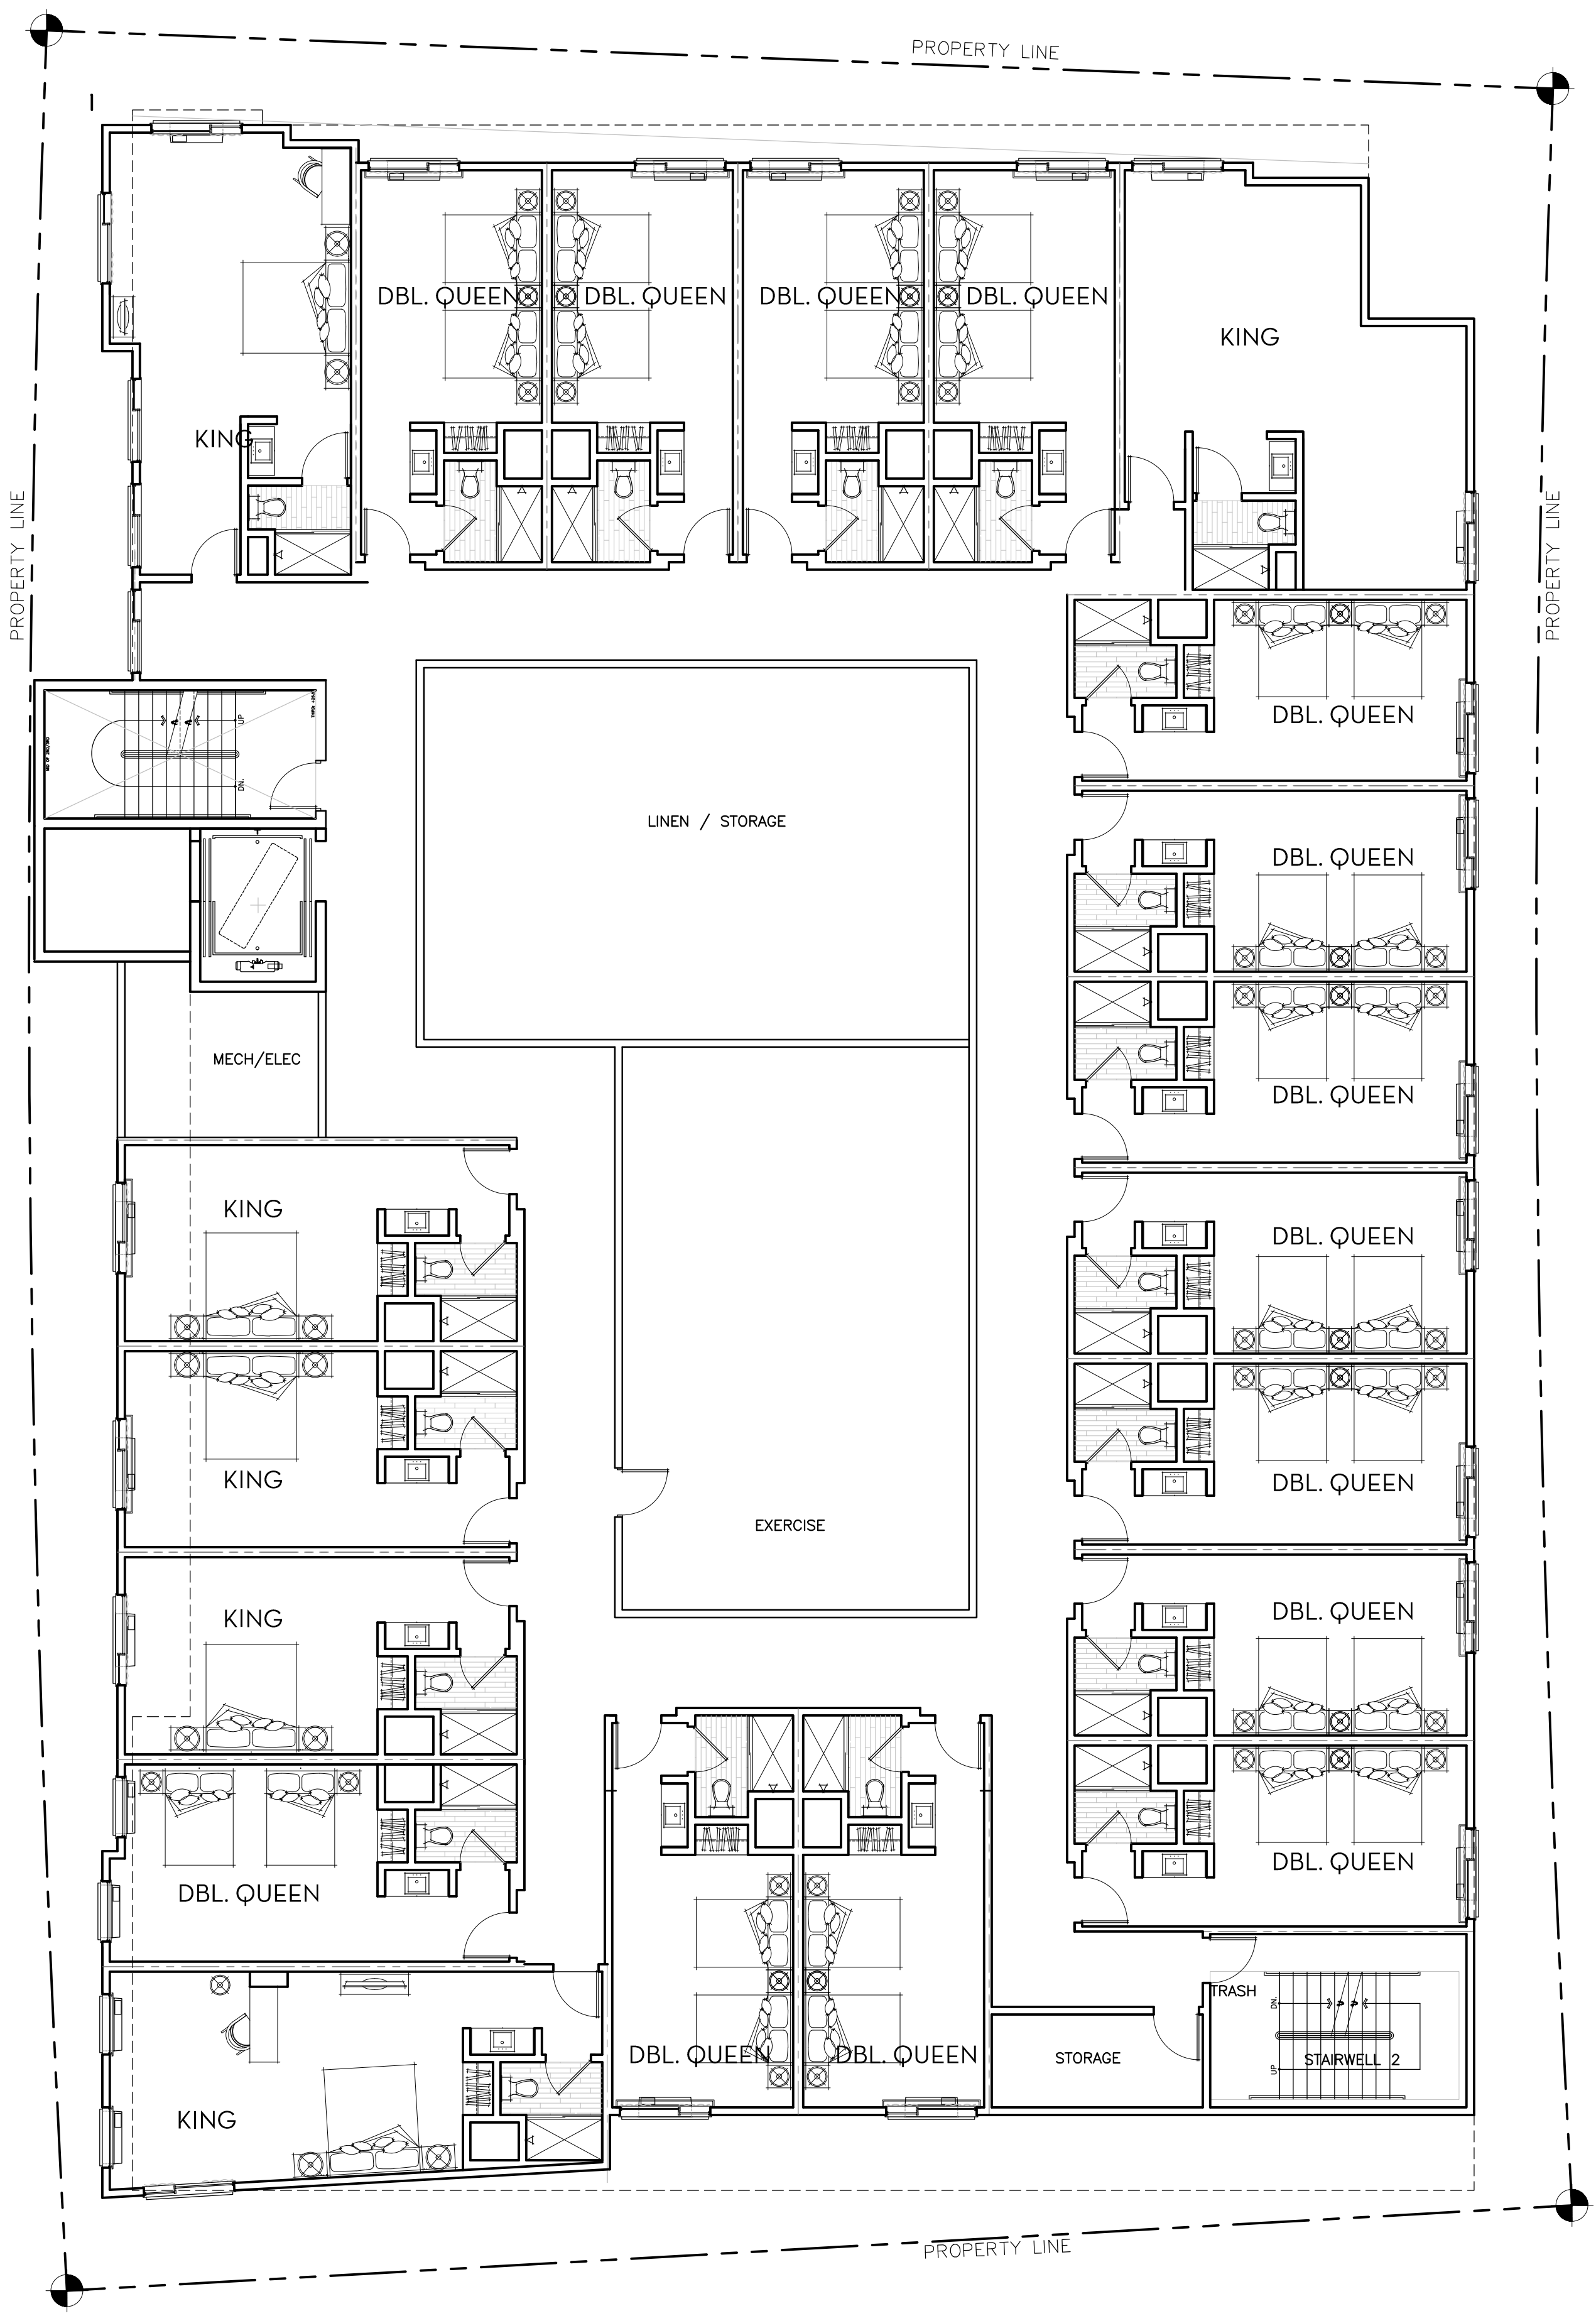 PROPERTY LINE
DBL. QUEEN
DBL. QUEEN
DBL. QUEEN
DBL. QUEEN
KING
KING
PROPERTY LINE
PROPERTY LINE
DBL. QUEEN
UP
DN.
LINEN / STORAGE
DBL. QUEEN
MECH/ELEC
DBL. QUEEN
KING
DBL. QUEEN
KING
DBL. QUEEN
EXERCISE
KING
DBL. QUEEN
DBL. QUEEN
DBL. QUEEN
TRASH
DN.
UP
DBL. QUEEN
DBL. QUEEN
STORAGE
STAIRWELL 2
KING
PROPERTY LINE